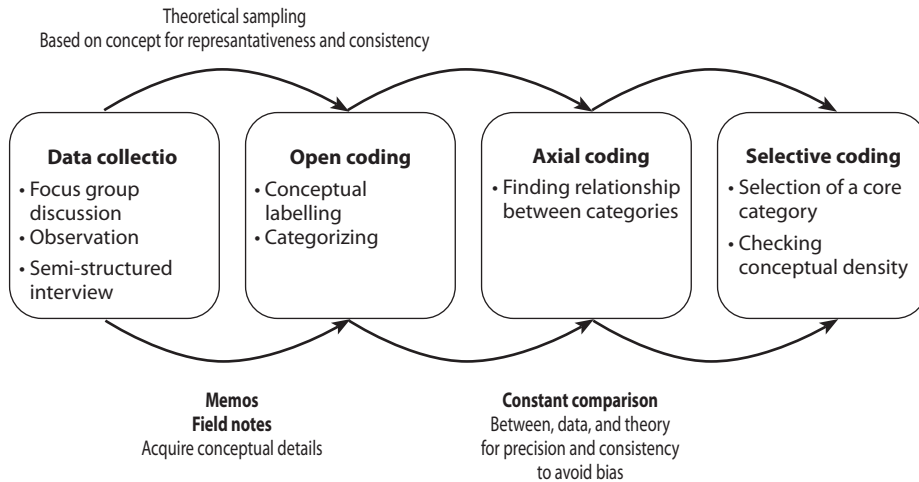 Theoretical sampling
Based on concept for represantativeness and consistency
Data collectio
• Focus group
discussion
• Observation
• Semi-structured
interview
Open coding
• Conceptual
labelling
• Categorizing
Axial coding
• Finding relationship
between categories
Selective coding
• Selection of a core
category
• Checking
conceptual density
Memos
Field notes
Acquire conceptual details
Constant comparison
Between, data, and theory
for precision and consistency
to avoid bias